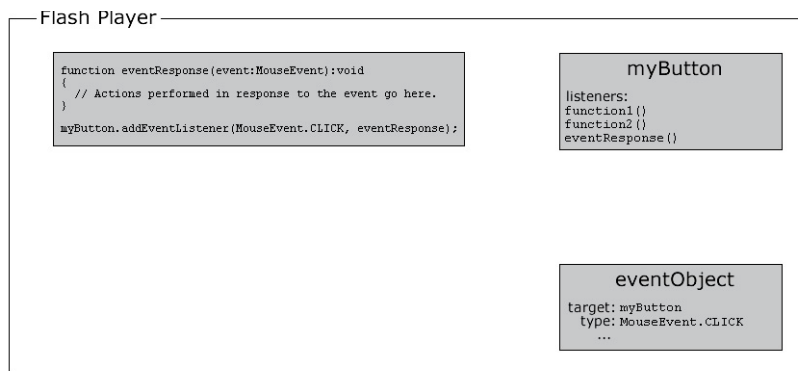 Flash Player
function eventResponse(event:MouseEvent):void
{
// Actions performed in response to the event go here.
}
myButton.addEventListener(MouseEvent.CLICK, eventResponse);
myButton
listeners:
function1()
function2()
eventResponse()
eventObject
target: myButton
type: MouseEvent.CLICK
...